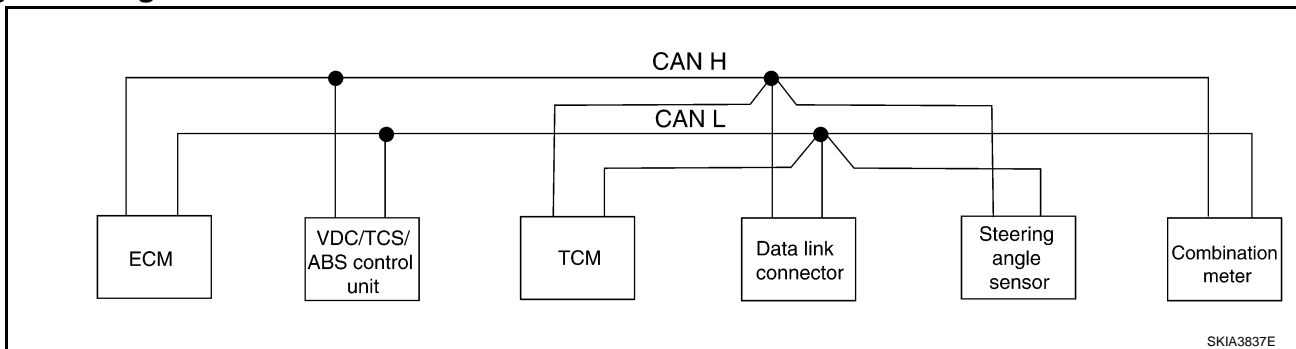 CAN H
CAN L
ECM
VDC/TCS/
ABS control
unit
TCM
Data link
connector
Steering
angle
sensor
Combination
meter
SKIA3837E